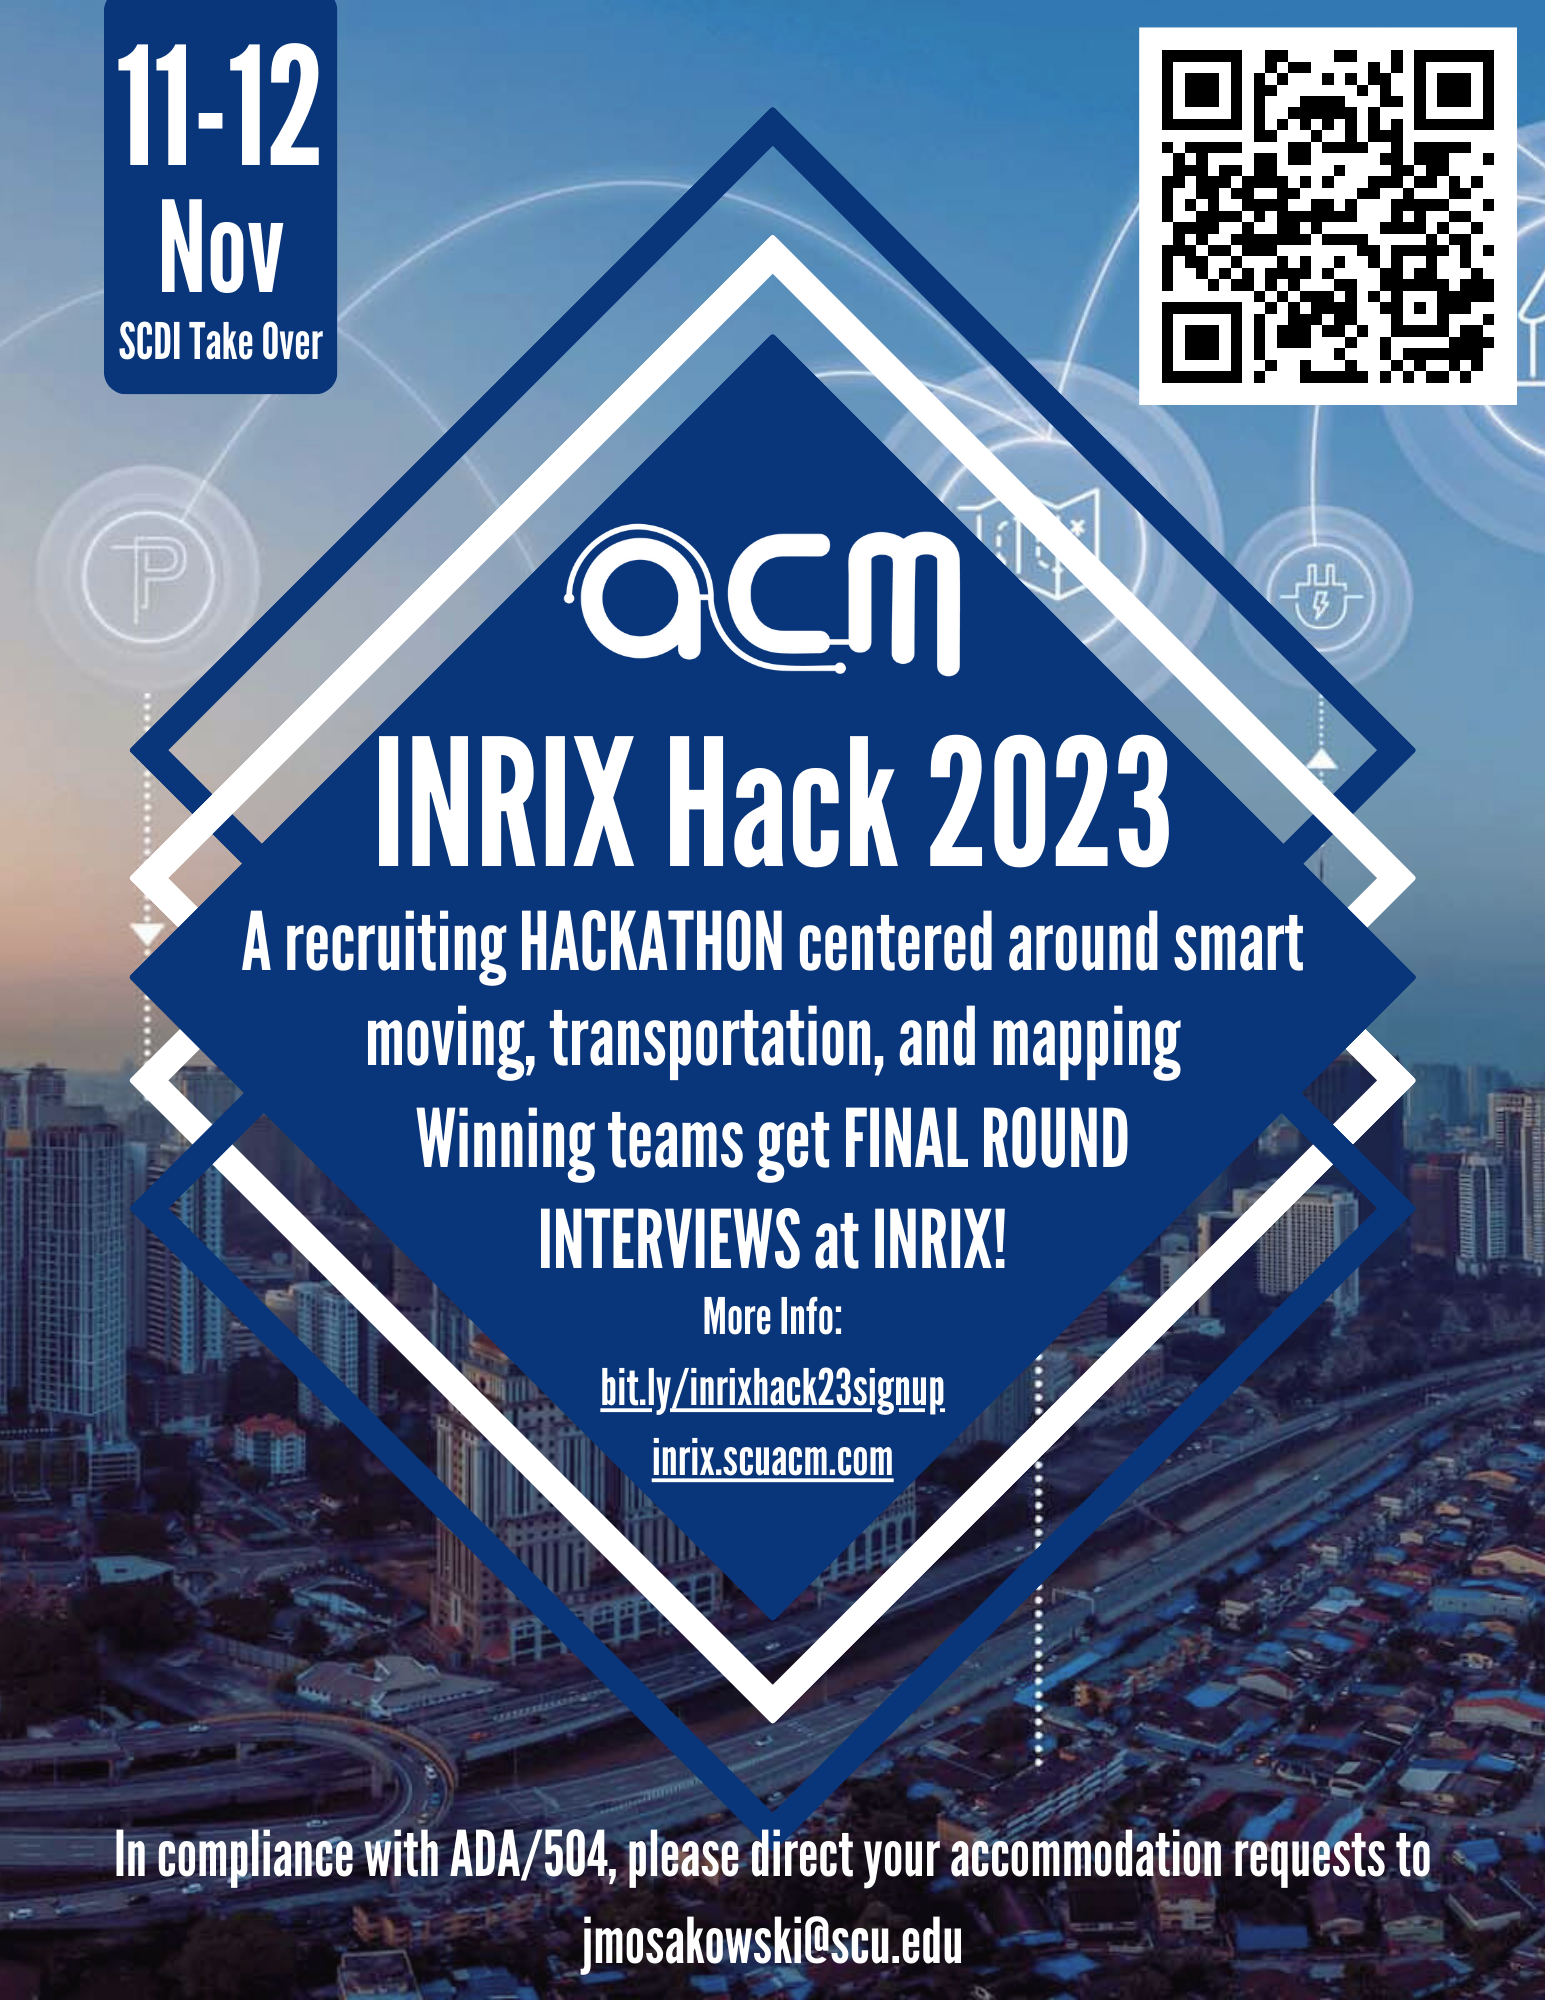 11-12
Nov
SCDI Take Over
acm
INRIX Hack 2023
A recruiting HACKATHON centered around smart
moving, transportation, and mapping
Winning teams get FINAL ROUND
INTERVIEWS at INRIX!
More Info:
bit.ly/inrixhack23signup
inrix.scuacm.com
In compliance with ADA/504, please direct your accommodation requests to
jmosakowski@scu.edu
P